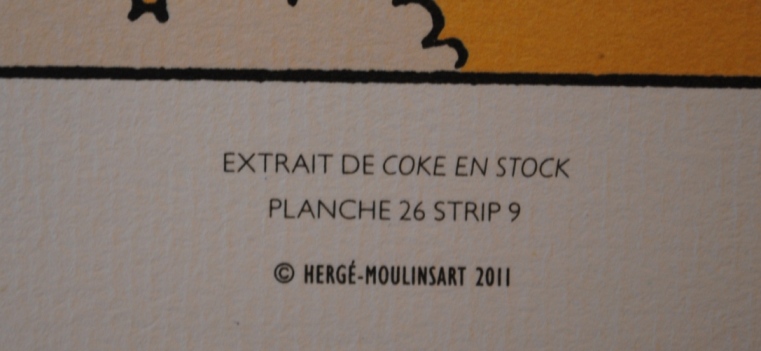 EXTRAIT DE COKE EN STOCK
PLANCHE 26 STRIP 9
© HERGÉ-MOULINSART 2011